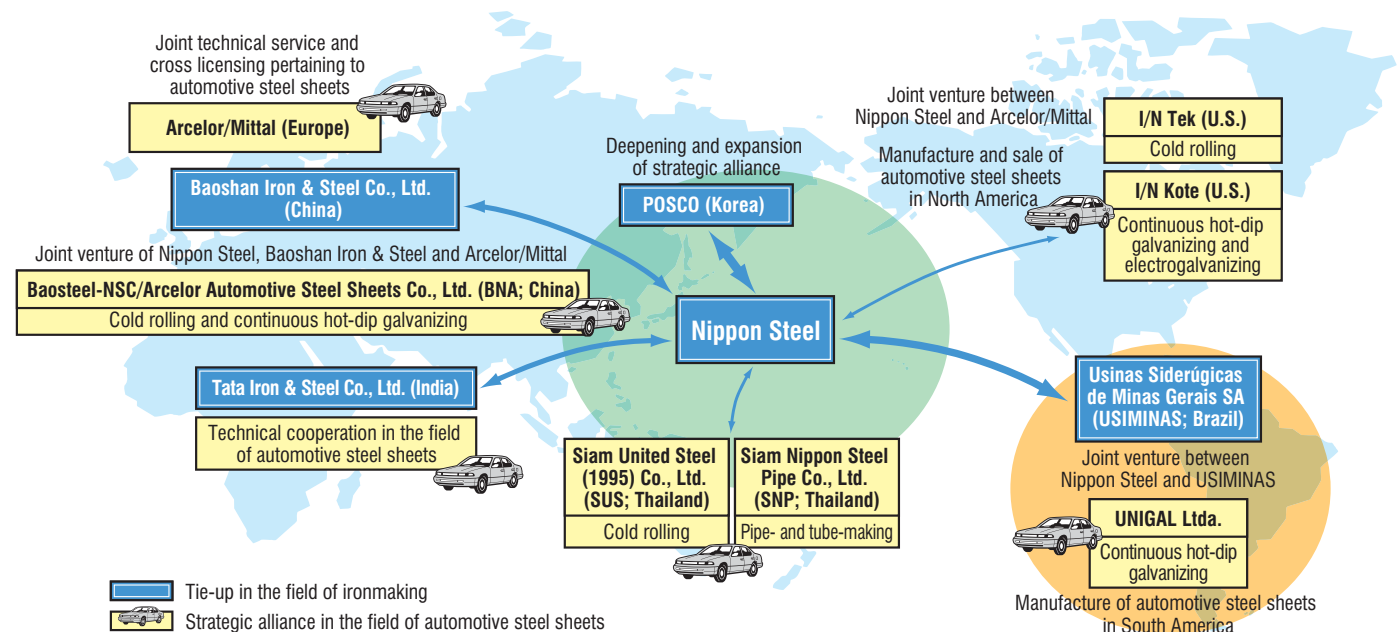 Joint technical service and
cross licensing pertaining to
automotive steel sheets
Arcelor/Mittal (Europe)
Baoshan Iron & Steel Co., Ltd.
(China)
Joint venture of Nippon Steel, Baoshan Iron & Steel and Arcelor/Mittal
Baosteel-NSC/Arcelor Automotive Steel Sheets Co., Ltd. (BNA; China)
Cold rolling and continuous hot-dip galvanizing
Tata Iron & Steel Co., Ltd. (India)
Technical cooperation in the field
of automotive steel sheets
Deepening and expansion
of strategic alliance
POSCO (Korea)
Nippon Steel
Siam United Steel
(1995) Co., Ltd.
(SUS; Thailand)
Cold rolling
Siam Nippon Steel
Pipe Co., Ltd.
(SNP; Thailand)
Pipe- and tube-making
Joint venture between
Nippon Steel and Arcelor/Mittal
Manufacture and sale of
automotive steel sheets
in North America
I/N Tek (U.S.)
Cold rolling
I/N Kote (U.S.)
Continuous hot-dip
galvanizing and
electrogalvanizing
Usinas Siderúgicas
de Minas Gerais SA
(USIMINAS; Brazil)
Joint venture between
Nippon Steel and USIMINAS
UNIGAL Ltda.
Continuous hot-dip
galvanizing
Manufacture of automotive steel sheets
in South America
Tie-up in the field of ironmaking
Strategic alliance in the field of automotive steel sheets